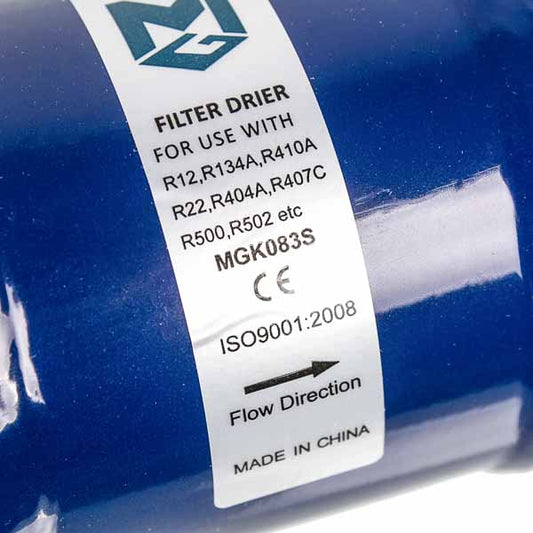 MG
FILTER DRIER
FOR USE WITH
R12,R134A,R410A
R22,R404A,R407C
R500,R502 etc
MGK083S
CE
ISO9001:2008
Flow Direction
MADE IN CHINA